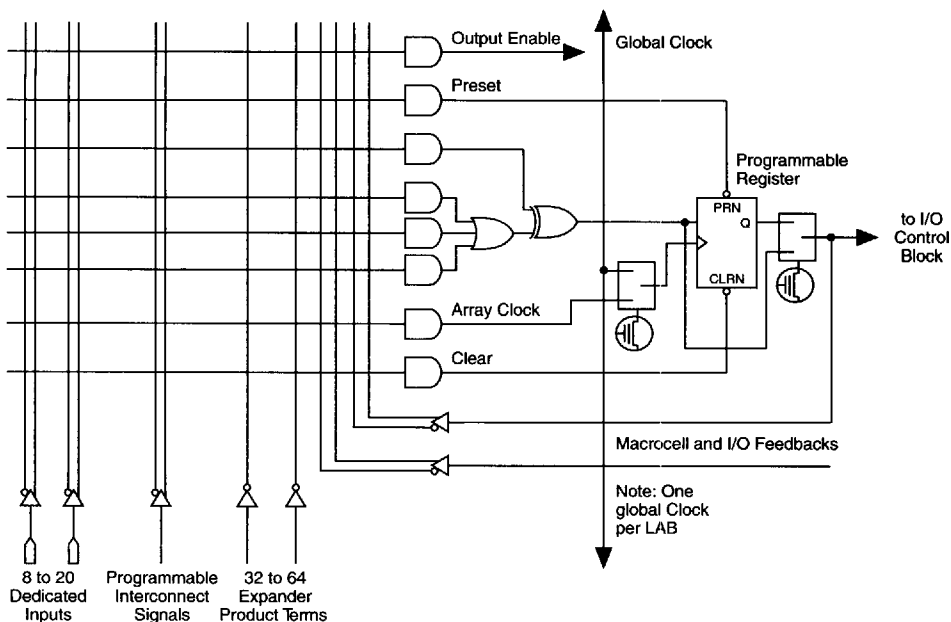 Output Enable
Global Clock
Preset
Programmable
Register
PRN
Q
to I/O
Control
Block
CLRN
Array Clock
Clear
Macrocell and I/O Feedbacks
Note: One
global Clock
per LAB
8 to 20
Dedicated
Inputs
Programmable
Interconnect
Signals
32 to 64
Expander
Product Terms